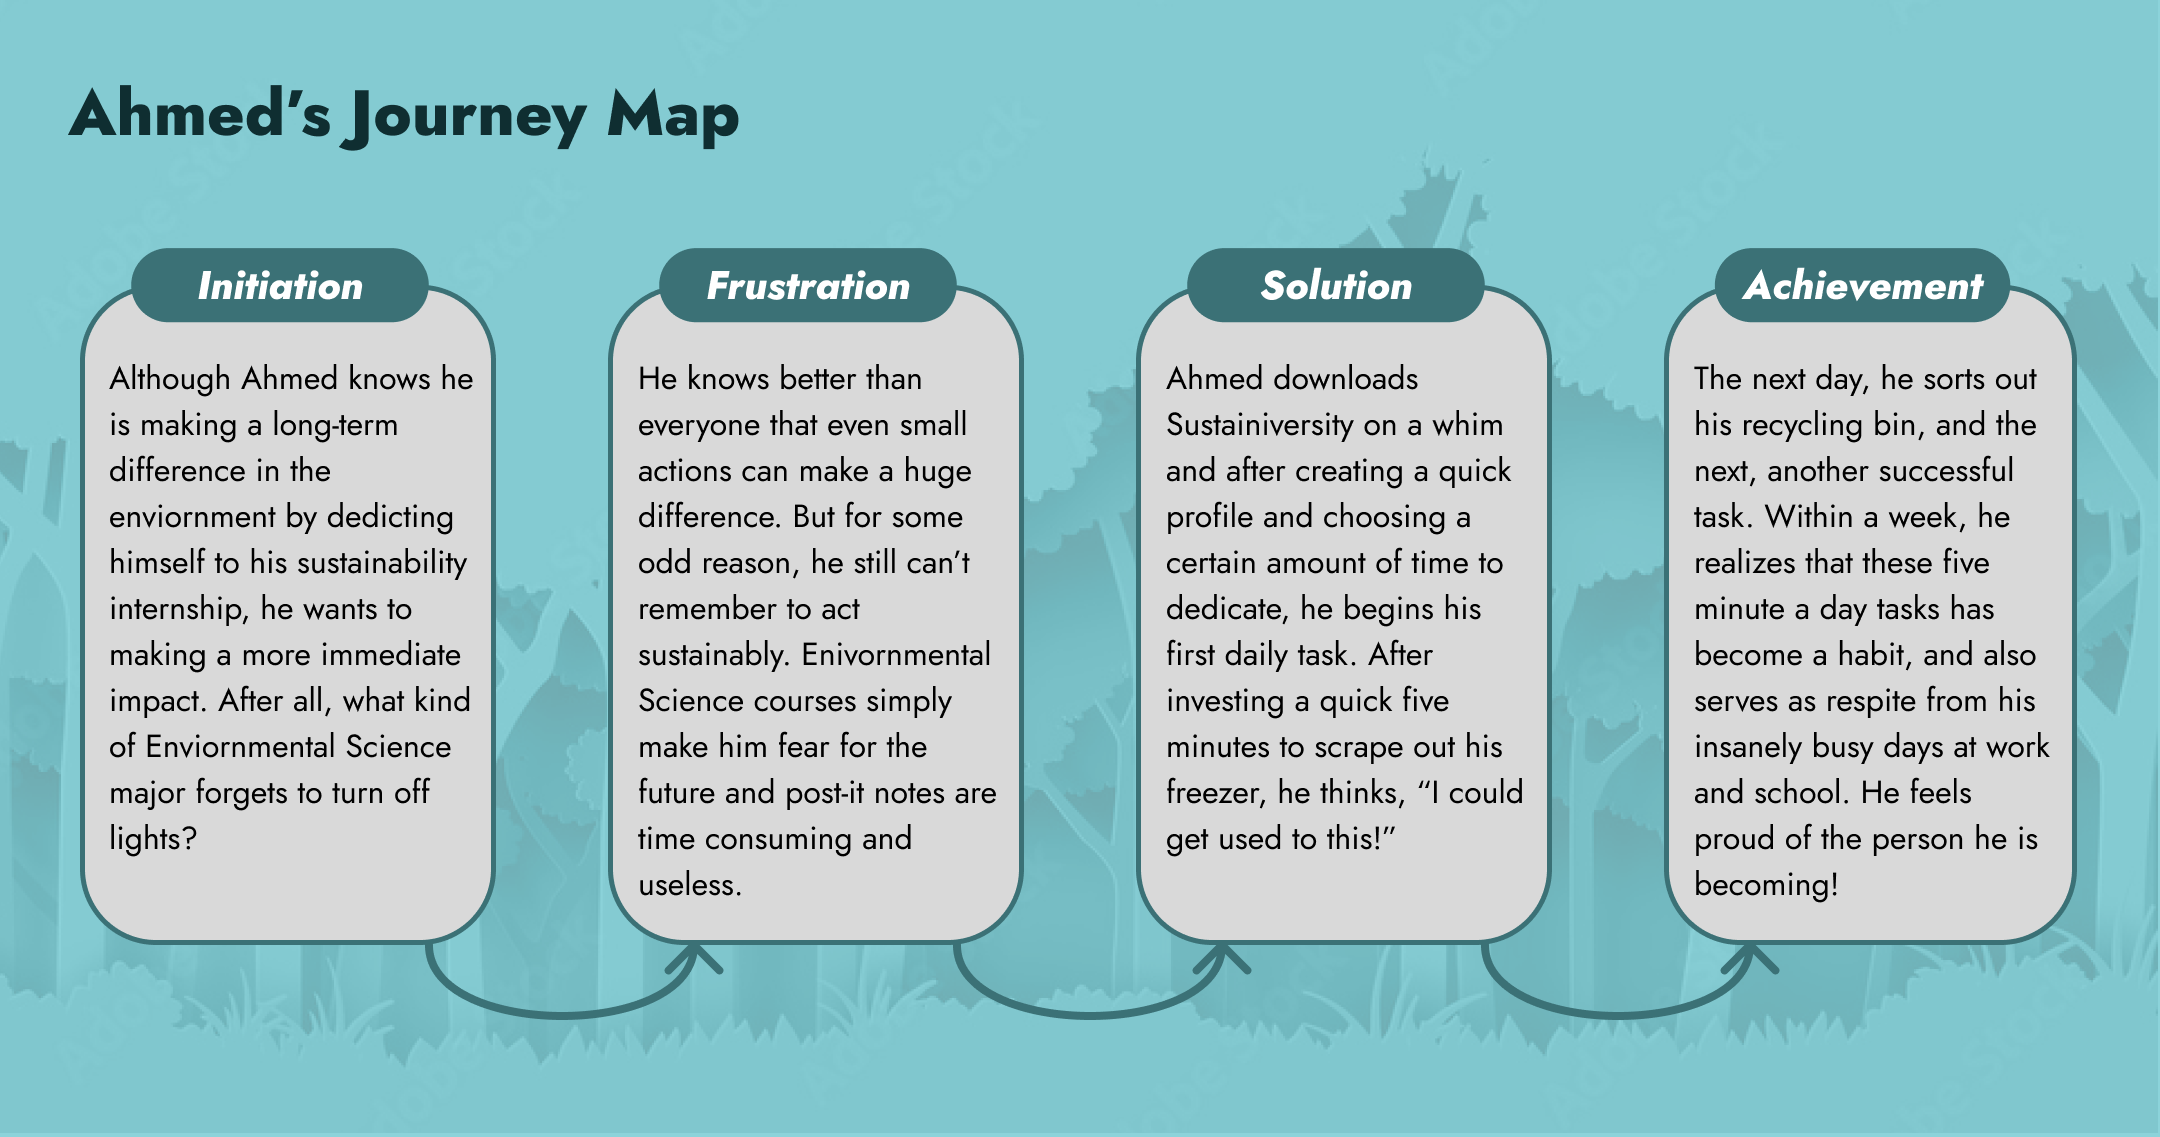 Ahmed's Journey Map
Initiation
Although Ahmed knows he
is making a long-term
difference in the
enviornment by dedicting
himself to his sustainability
internship, he wants to
making a more immediate
impact. After all, what kind
of Enviornmental Science
major forgets to turn off
lights?
Frustration
He knows better than
everyone that even small
actions can make a huge
difference. But for some
odd reason, he still can't
remember to act
sustainably. Enivornmental
Science courses simply
make him fear for the
future and post-it notes are
time consuming and
useless.
Solution
Ahmed downloads
Sustainiversity on a whim
and after creating a quick
profile and choosing a
certain amount of time to
dedicate, he begins his
first daily task. After
investing a quick five
minutes to scrape out his
freezer, he thinks, “I could
get used to this!”
Achievement
The next day, he sorts out
his recycling bin, and the
next, another successful
task. Within a week, he
realizes that these five
minute a day tasks has
become a habit, and also
serves as respite from his
insanely busy days at work
and school. He feels
proud of the person he is
becoming!
Adobe Stock